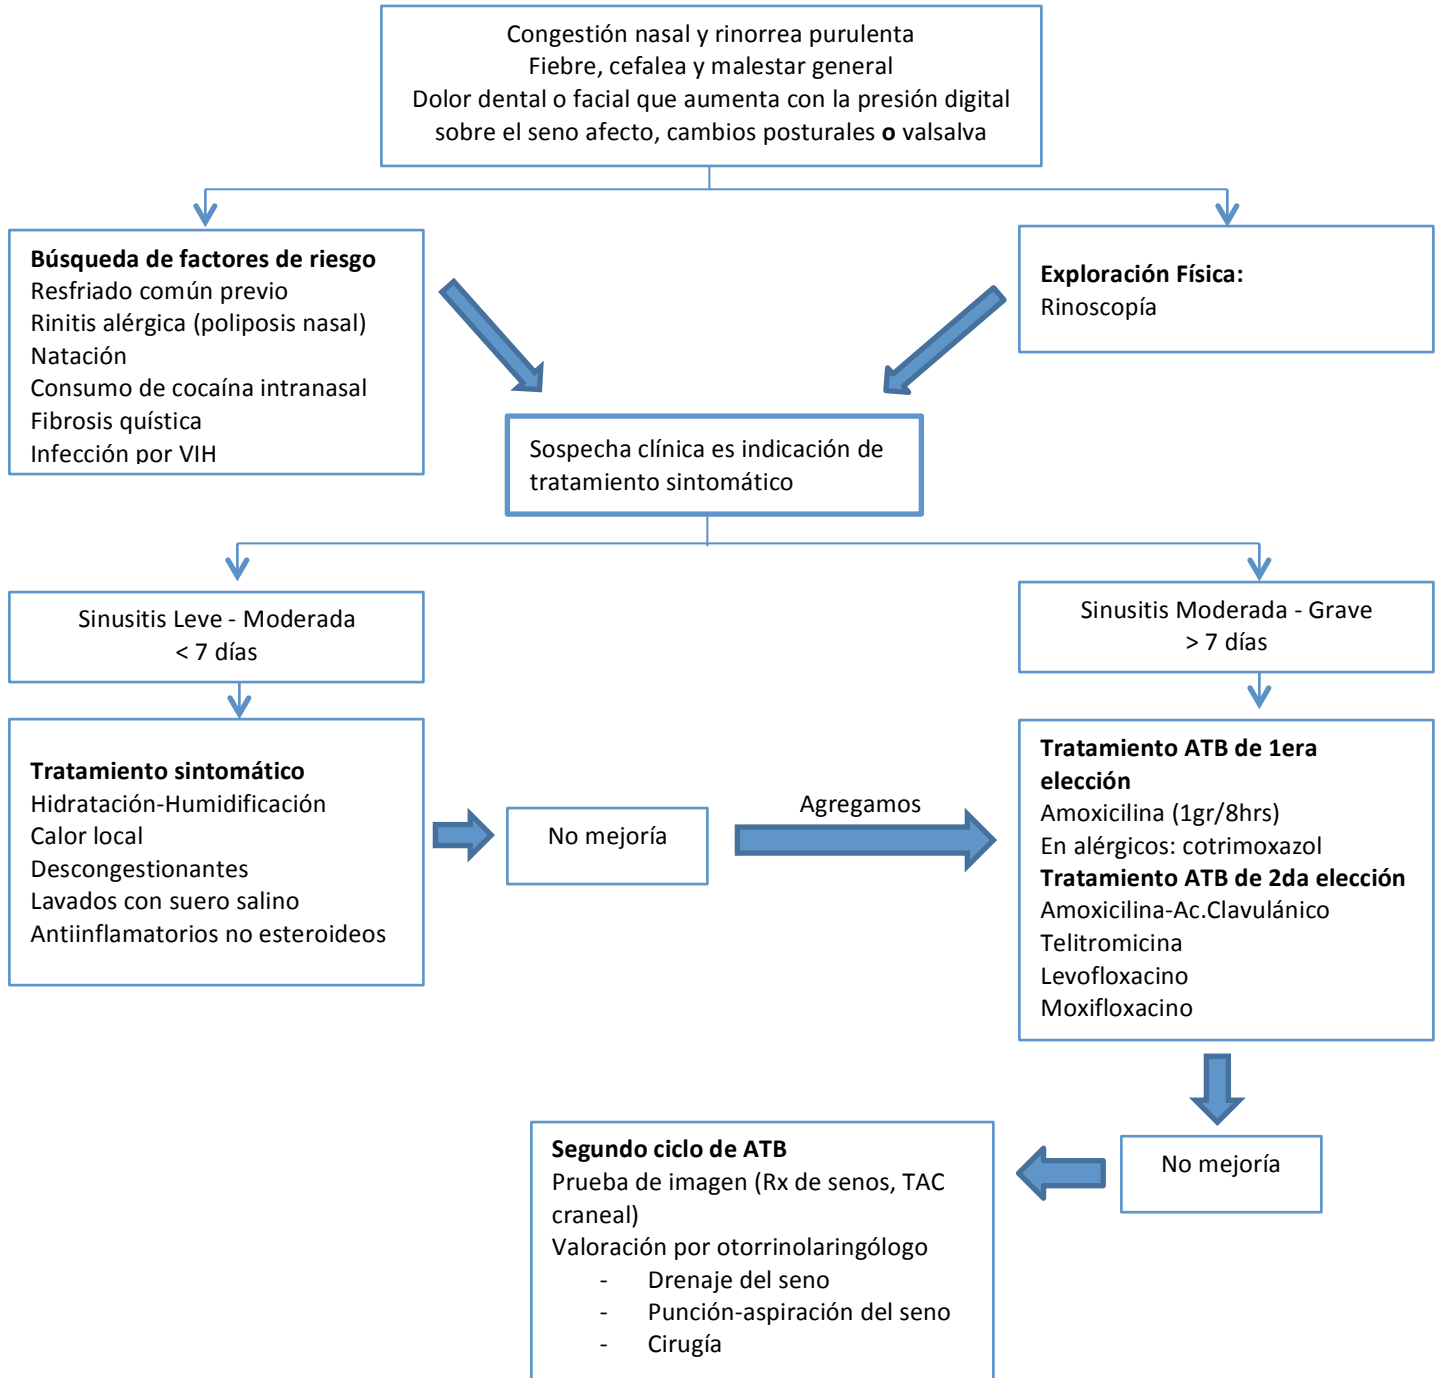 Congestión nasal y rinorrea purulenta
Fiebre, cefalea y malestar general
Dolor dental o facial que aumenta con la presión digital
sobre el seno afecto, cambios posturales o valsalva
Búsqueda de factores de riesgo
Resfriado común previo
Rinitis alérgica (poliposis nasal)
Natación
Consumo de cocaína intranasal
Fibrosis quística
Infección por VIH
Exploración Física:
Rinoscopía
Sospecha clínica es indicación de
tratamiento sintomático
Sinusitis Leve - Moderada
< 7 días
Sinusitis Moderada - Grave
> 7 días
Tratamiento sintomático
Hidratación-Humidificación
Calor local
Descongestionantes
Lavados con suero salino
Antiinflamatorios no esteroideos
No mejoría
Agregamos
Tratamiento ATB de 1era
elección
Amoxicilina (1gr/8hrs)
En alérgicos: cotrimoxazol
Tratamiento ATB de 2da elección
Amoxicilina-Ac.Clavulánico
Telitromicina
Levofloxacino
Moxifloxacino
No mejoría
Segundo ciclo de ATB
Prueba de imagen (Rx de senos, TAC
craneal)
Valoración por otorrinolaringólogo
- Drenaje del seno
- Punción-aspiración del seno
- Cirugía